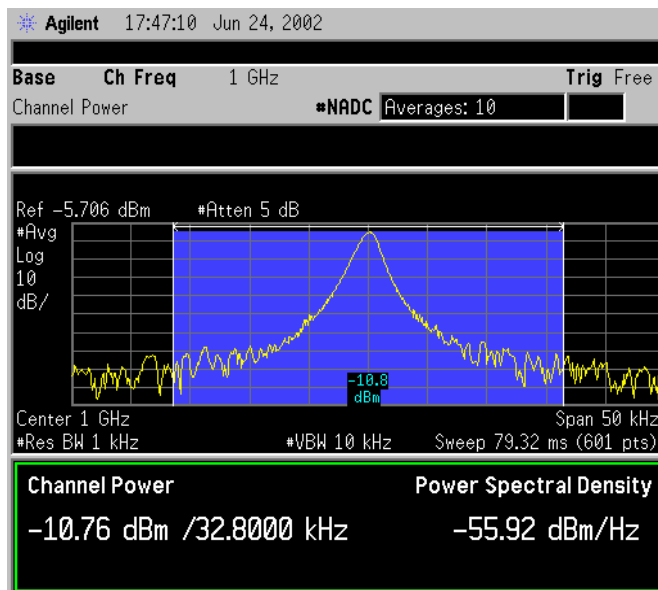 Agilent 17:47:10 Jun 24, 2002
Base Ch Freq 1 GHz Trig Free
Channel Power #NADC Averages: 10
Ref -5.706 dBm #Atten 5 dB
#Avg
Log
10
dB/
-10.8
dBm
Center 1 GHz Span 50 kHz
#Res BW 1 kHz #VBW 10 kHz Sweep 79.32 ms (601 pts)
Channel Power Power Spectral Density
-10.76 dBm /32.8000 kHz -55.92 dBm/Hz